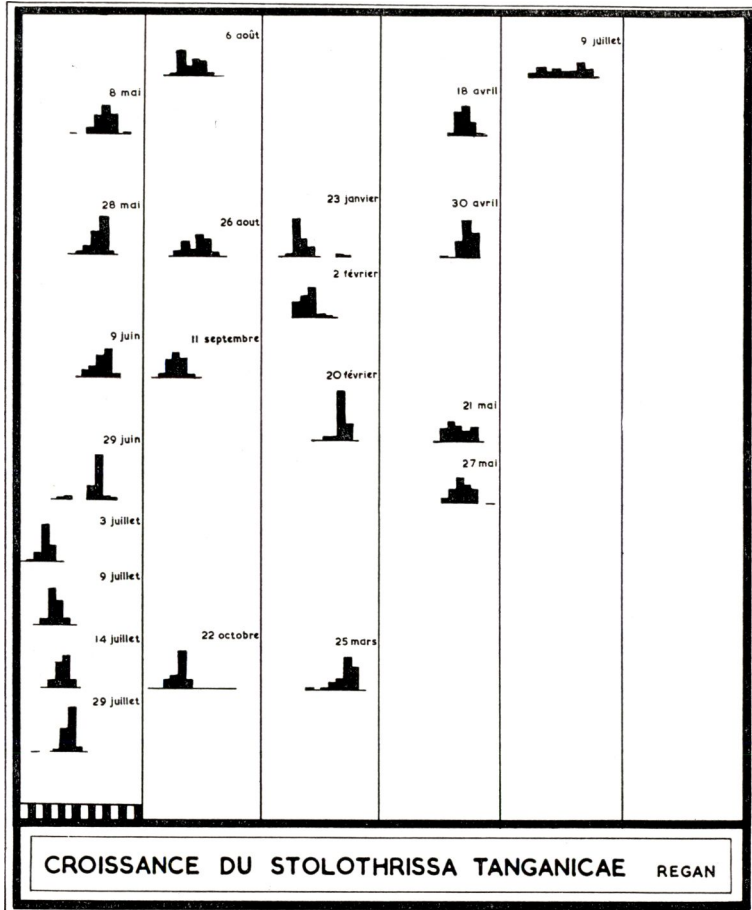 8 mai
28 mai
9 juin
29 juin
3 juillet
9 juillet
14 juillet
29 juillet
6 août
26 aout
11 septembre
22 octobre
23 janvier
2 février
20 février
25 mars
18 avril
30 avril
21 mai
27 mai
9 juillet
CROISSANCE DU STOLOTHRISSA TANGANICAE REGAN